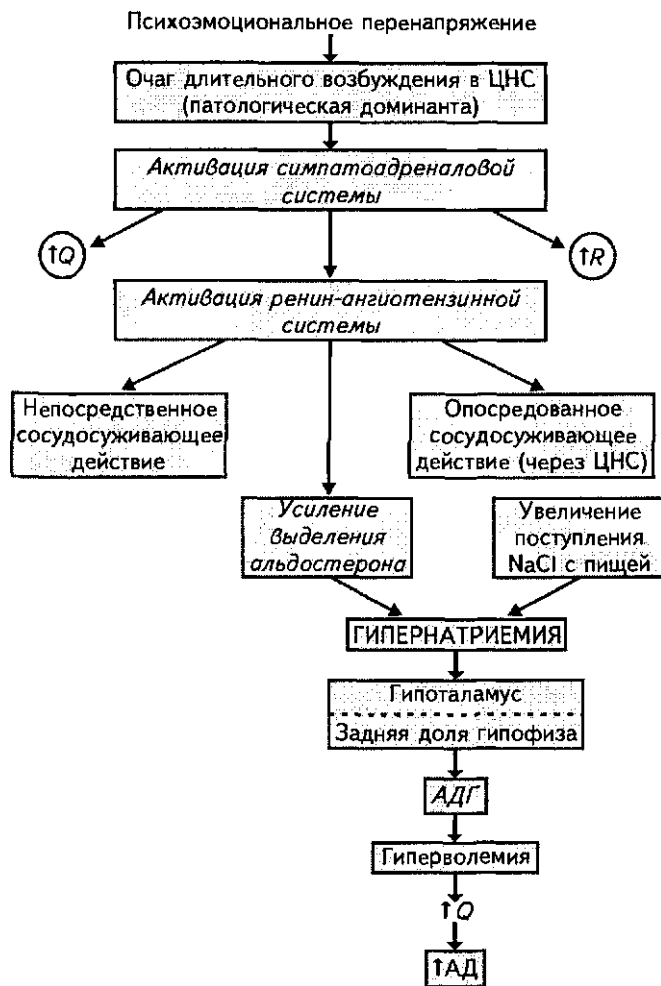 Психоэмоциональное перенапряжение
Очаг длительного возбуждения в ЦНС
(патологическая доминанта)
Активация симпатоадреналовой
системы
↑Q
↑R
Активация ренин-ангиотензинной
системы
Непосредственное
сосудосуживающее
действие
Опосредованное
сосудосуживающее
действие (через ЦНС)
Усиление
выделения
альдостерона
Увеличение
поступления
NaCl с пищей
ГИПЕРНАТРИЕМИЯ
Гипоталамус
Задняя доля гипофиза
АДГ
Гиперволемия
↑Q
↑АД